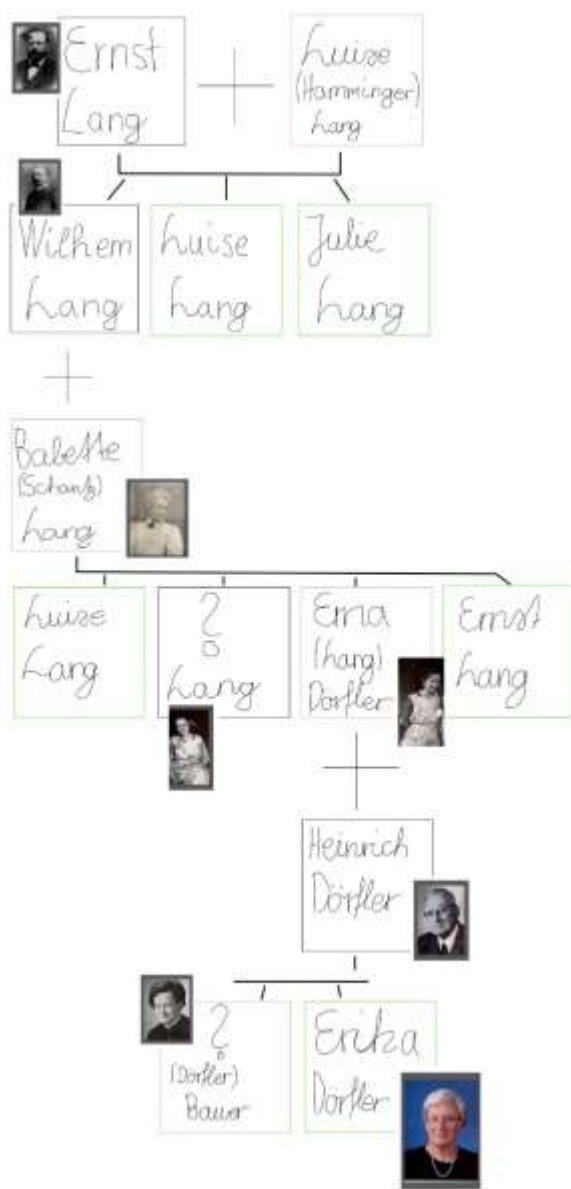 Ernst
Lang
Luise
(Hamminger)
Lang
Wilhem
Lang
Luise
Lang
Julie
Lang
Babette
(Schantz)
Lang
Luise
Lang
?
Lang
Erna
(Lang)
Dörfler
Ernst
Lang
Heinrich
Dörfler
?
(Dörfler)
Bauer
Erika
Dörfler